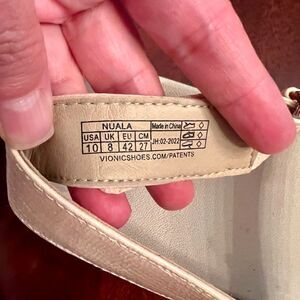 NUALA
USA UK EU CM
10 8 42 27
Made in China
JH:02-2022
VIONICSHOES.COM/PATENTS